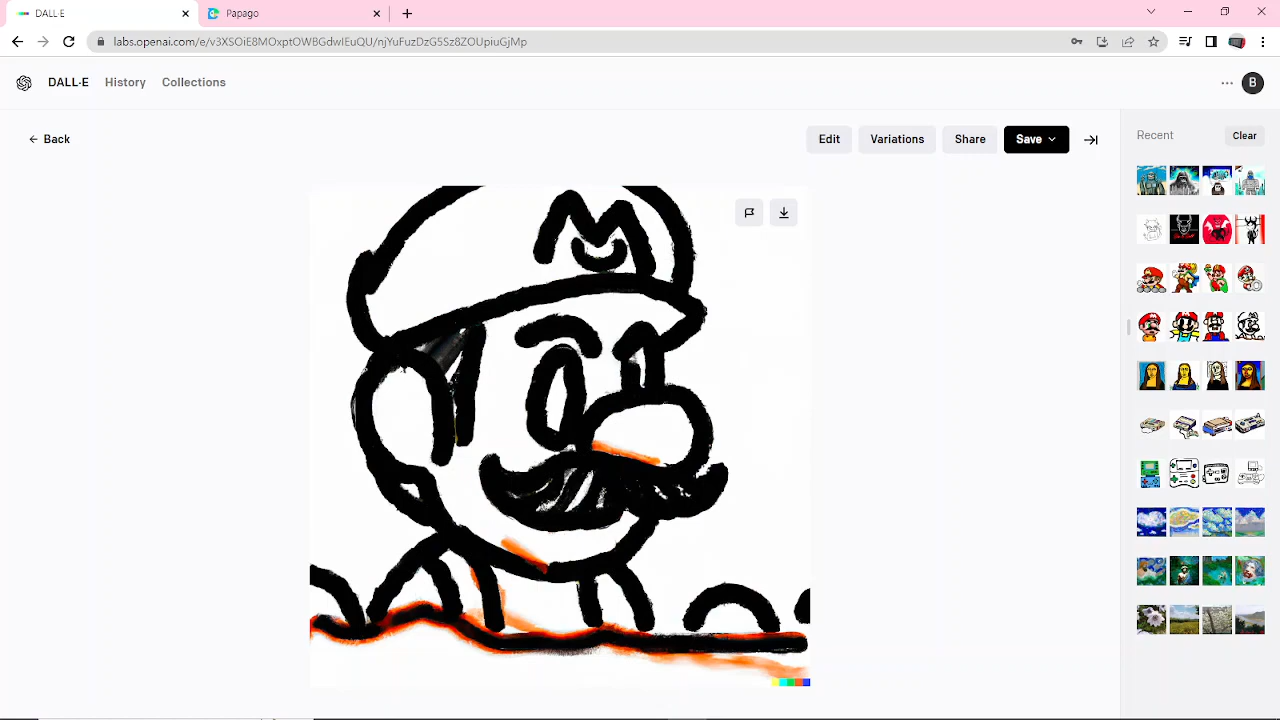 DALL·E
Papago
labs.openai.com/e/v3XSOiE8MOxptOWBGdwIEuQU/njYuFuzDzG5Sz8ZOUpiuGjMp
DALL·E History Collections
B
Back
Edit Variations Share Save
Recent Clear
M